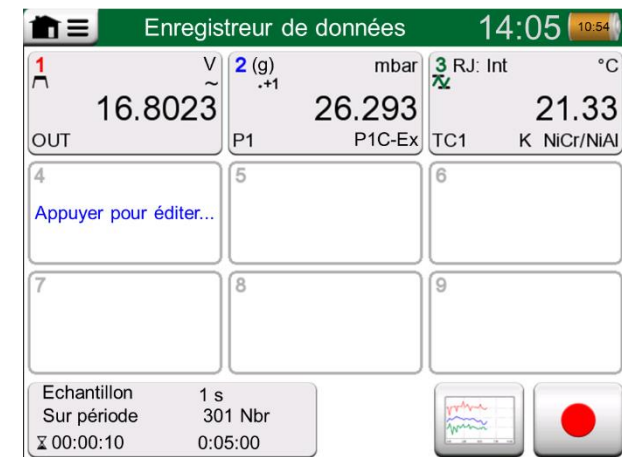 Enregistreur de données 14:05 10:54
1 V
~
16.8023
OUT
2 (g) mbar
.+1
26.293
P1 P1C-Ex
3 RJ: Int °C
21.33
TC1 K NiCr/NiAl
4
Appuyer pour éditer...
5
6
7
8
9
Echantillon 1 s
Sur période 301 Nbr
00:00:10 0:05:00